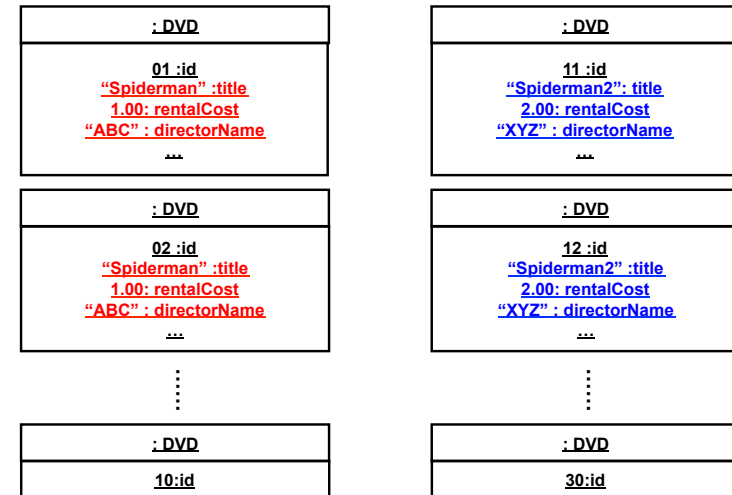 : DVD
01 :id
“Spiderman” :title
1.00: rentalCost
“ABC” : directorName
...
: DVD
02 :id
“Spiderman” :title
1.00: rentalCost
“ABC” : directorName
...
: DVD
10:id
: DVD
11 :id
“Spiderman2”: title
2.00: rentalCost
“XYZ” : directorName
...
: DVD
12 :id
“Spiderman2” :title
2.00: rentalCost
“XYZ” : directorName
...
: DVD
30:id